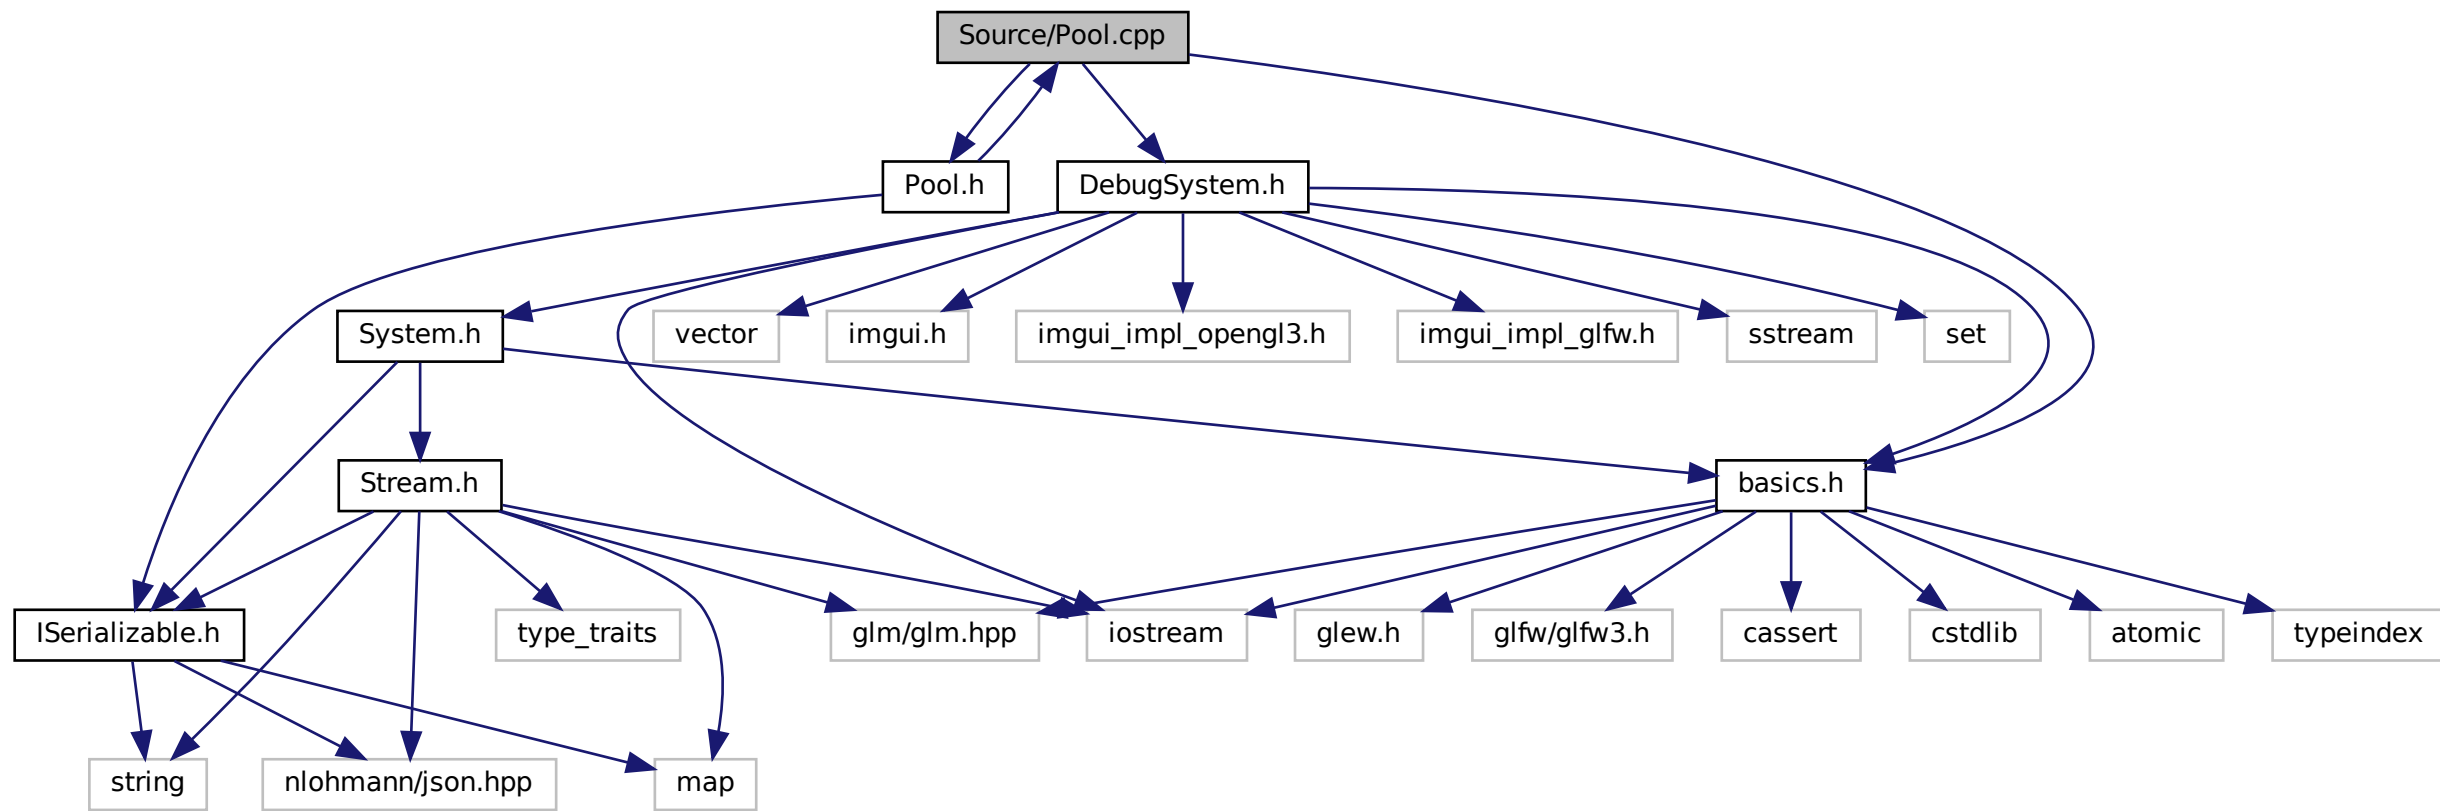 Source/Pool.cpp
Pool.h
DebugSystem.h
System.h
vector
imgui.h
imgui_impl_opengl3.h
imgui_impl_glfw.h
sstream
set
Stream.h
basics.h
ISerializable.h
type_traits
glm/glm.hpp
iostream
glew.h
glfw/glfw3.h
cassert
cstdlib
atomic
typeindex
string
nlohmann/json.hpp
map